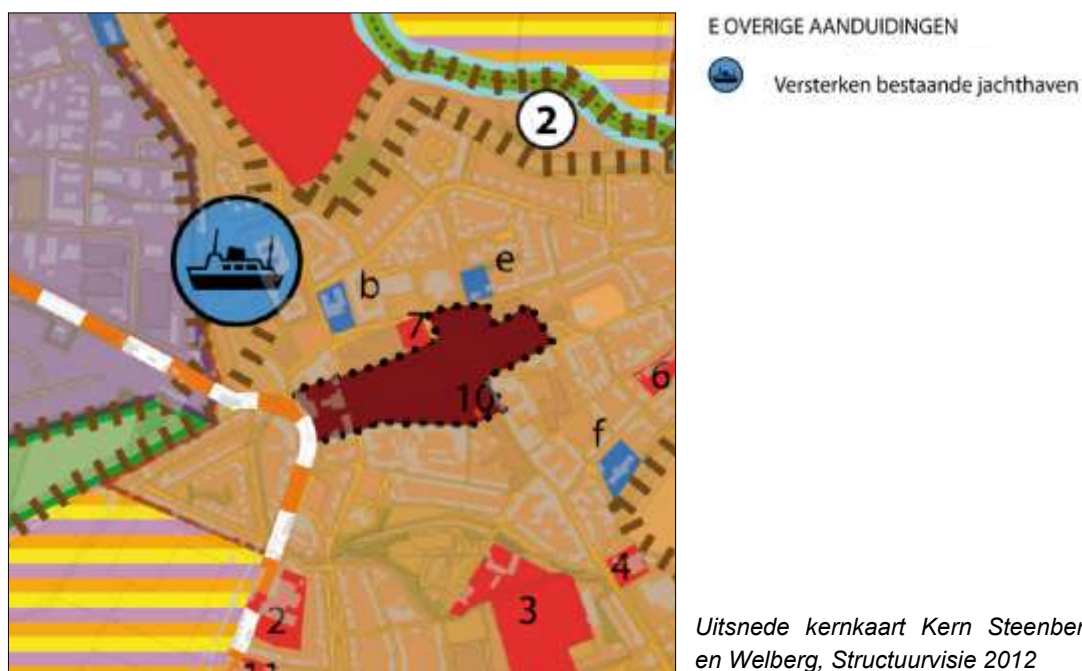 E OVERIGE AANDUIDINGEN
Versterken bestaande jachthaven
2
e
b
7
6
10
f
4
3
2
11
Uitsnede kernkaart Kern Steenber
en Welberg, Structuurvisie 2012